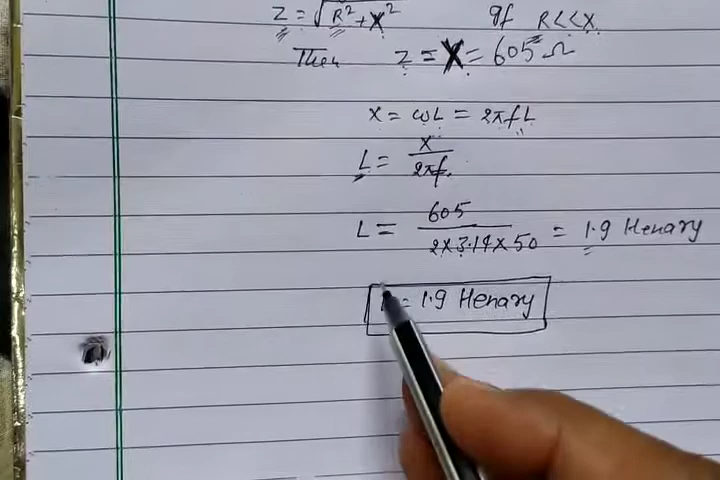 Z = √R² + X² If R<<X.
Then Z = X = 605 Ω
X = ωL = 2πfL
L = X / 2πf.
L = 605 / 2×3.14×50 = 1.9 Henary
= 1.9 Henary